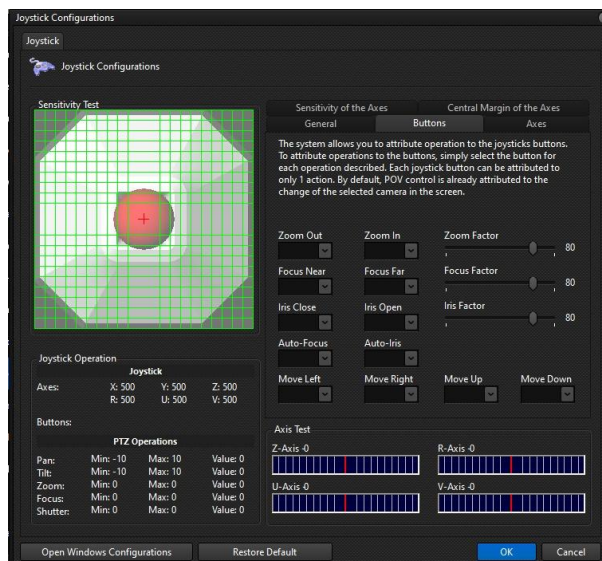 Joystick Configurations
Joystick
Joystick Configurations
Sensitivity Test
Sensitivity of the Axes
Central Margin of the Axes
General
Buttons
Axes
The system allows you to attribute operation to the joysticks buttons.
To attribute operations to the buttons, simply select the button for
each operation described. Each joystick button can be attributed to
only 1 action. By default, POV control is already attributed to the
change of the selected camera in the screen.
Zoom Out Zoom In Zoom Factor 80
Focus Near Focus Far Focus Factor 80
Iris Close Iris Open Iris Factor 80
Auto-Focus Auto-Iris
Move Left Move Right Move Up Move Down
Joystick Operation
Joystick
Axes: X: 500 Y: 500 Z: 500
R: 500 U: 500 V: 500
Buttons:
PTZ Operations
Pan: Min: -10 Max: 10 Value: 0
Tilt: Min: -10 Max: 10 Value: 0
Zoom: Min: 0 Max: 0 Value: 0
Focus: Min: 0 Max: 0 Value: 0
Shutter: Min: 0 Max: 0 Value: 0
Axis Test
Z-Axis -0 R-Axis -0
U-Axis -0 V-Axis -0
Open Windows Configurations Restore Default OK Cancel